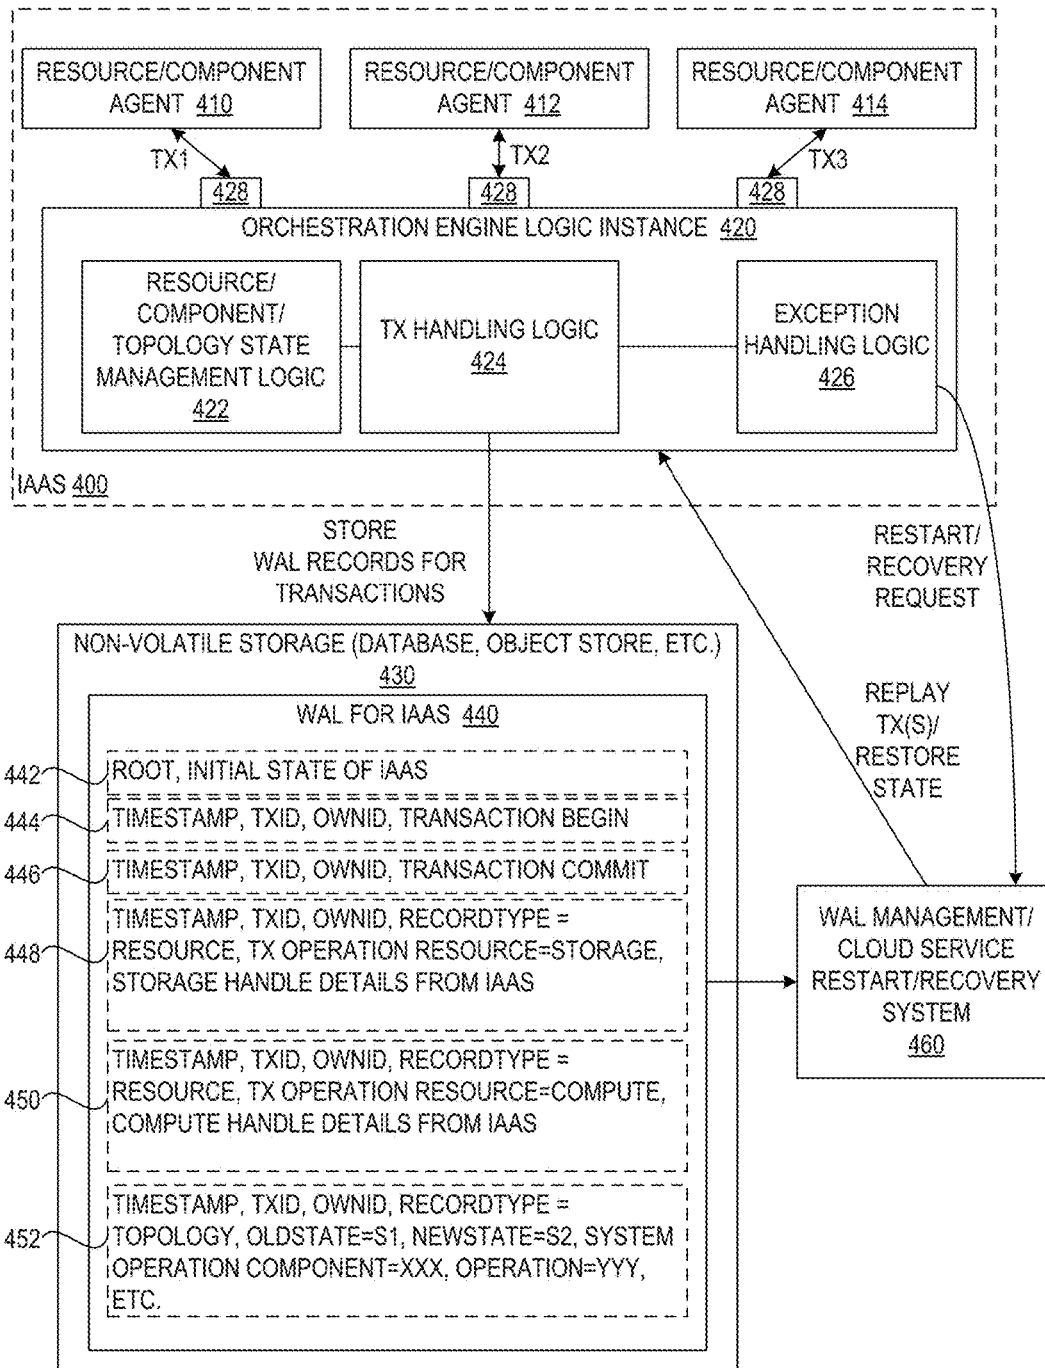 RESOURCE/COMPONENT
AGENT 410
RESOURCE/COMPONENT
AGENT 412
RESOURCE/COMPONENT
AGENT 414
TX1
TX2
TX3
428
428
428
ORCHESTRATION ENGINE LOGIC INSTANCE 420
RESOURCE/
COMPONENT/
TOPOLOGY STATE
MANAGEMENT LOGIC
422
TX HANDLING LOGIC
424
EXCEPTION
HANDLING LOGIC
426
IAAS 400
STORE
WAL RECORDS FOR
TRANSACTIONS
RESTART/
RECOVERY
REQUEST
NON-VOLATILE STORAGE (DATABASE, OBJECT STORE, ETC.)
430
REPLAY
TX(S)/
RESTORE
STATE
WAL FOR IAAS 440
442
ROOT, INITIAL STATE OF IAAS
444
TIMESTAMP, TXID, OWNID, TRANSACTION BEGIN
446
TIMESTAMP, TXID, OWNID, TRANSACTION COMMIT
448
TIMESTAMP, TXID, OWNID, RECORDTYPE =
RESOURCE, TX OPERATION RESOURCE=STORAGE,
STORAGE HANDLE DETAILS FROM IAAS
450
TIMESTAMP, TXID, OWNID, RECORDTYPE =
RESOURCE, TX OPERATION RESOURCE=COMPUTE,
COMPUTE HANDLE DETAILS FROM IAAS
452
TIMESTAMP, TXID, OWNID, RECORDTYPE =
TOPOLOGY, OLDSTATE=S1, NEWSTATE=S2, SYSTEM
OPERATION COMPONENT=XXX, OPERATION=YYY,
ETC.
WAL MANAGEMENT/
CLOUD SERVICE
RESTART/RECOVERY
SYSTEM
460